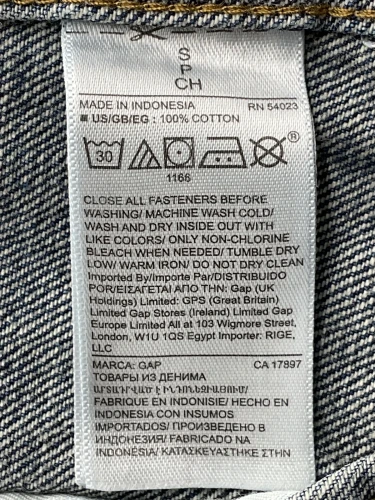 S
P
CH
MADE IN INDONESIA RN 54023
■ US/GB/EG : 100% COTTON
30 ®
1166
CLOSE ALL FASTENERS BEFORE
WASHING/ MACHINE WASH COLD/
WASH AND DRY INSIDE OUT WITH
LIKE COLORS/ ONLY NON-CHLORINE
BLEACH WHEN NEEDED/ TUMBLE DRY
LOW/ WARM IRON/ DO NOT DRY CLEAN
Imported By/Importe Par/DISTRIBUIDO
POR/ΕΙΣΑΓΕΤΑΙ ΑΠΟ ΤΗΝ: Gap (UK
Holdings) Limited: GPS (Great Britain)
Limited Gap Stores (Ireland) Limited Gap
Europe Limited All at 103 Wigmore Street,
London, W1U 1QS Egypt Importer: RIGE,
LLC
MARCA: GAP CA 17897
ТОВАРЫ ИЗ ДЕНИМА
ԱՐՏԱԴՐՎԱԾ Է ԻՆԴՈՆԵԶԻԱՅՈՒՄ/
FABRIQUE EN INDONISIE/ HECHO EN
INDONESIA CON INSUMOS
IMPORTADOS/ ПОШИТО В
ИНДОНЕЗИИ/ FABRICADO NA
INDONÉSIA/ ΚΑΤΑΣΚΕΥΑΣΤΗΚΕ ΣΤΗΝ